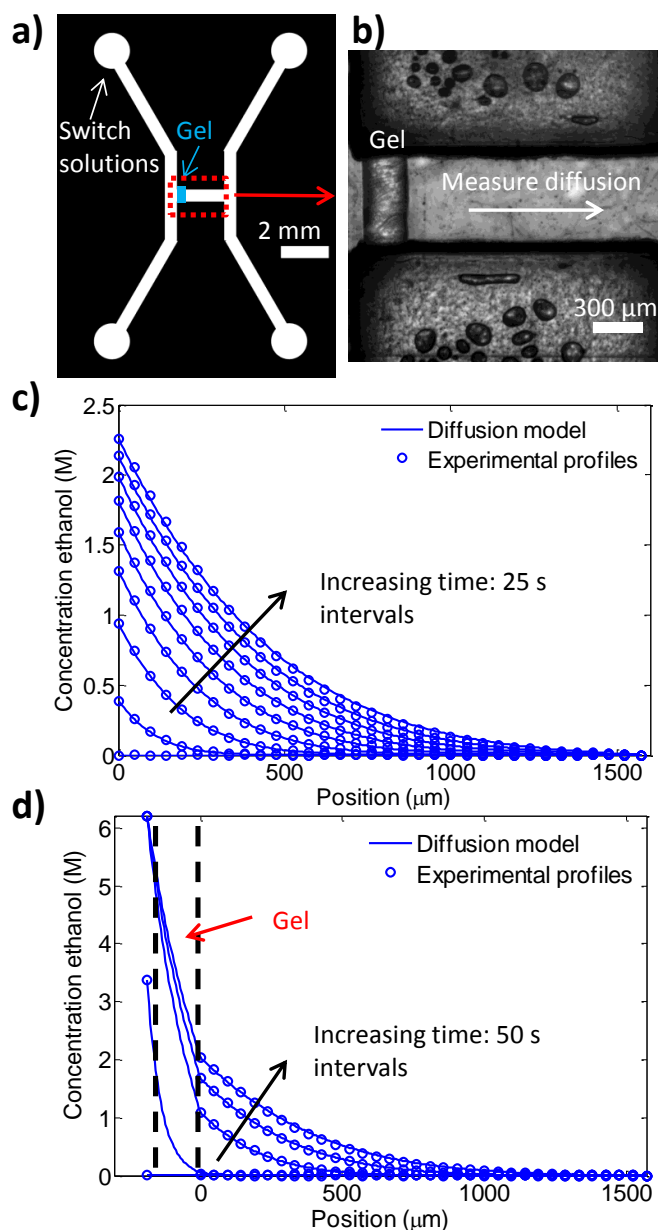 a)
Switch
solutions
Gel
2 mm
b)
Gel
Measure diffusion
300 μm
c)
Concentration ethanol (M)
2.5
2
1.5
1
0.5
0
Diffusion model
Experimental profiles
Increasing time: 25 s
intervals
0
500
1000
1500
Position (μm)
d)
Concentration ethanol (M)
6
5
4
3
2
1
0
Diffusion model
Experimental profiles
Gel
Increasing time: 50 s
intervals
0
500
1000
1500
Position (μm)